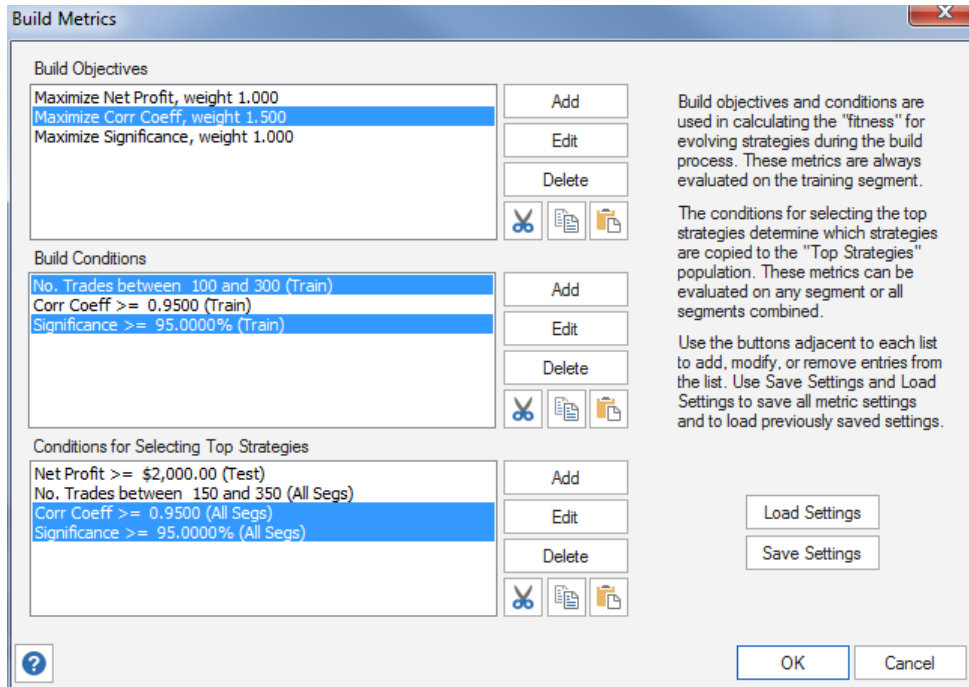 Build Metrics
Build Objectives
Maximize Net Profit, weight 1.000
Maximize Corr Coeff, weight 1.500
Maximize Significance, weight 1.000
Add
Edit
Delete
Build Conditions
No. Trades between  100 and 300 (Train)
Corr Coeff >=  0.9500 (Train)
Significance >=  95.0000% (Train)
Add
Edit
Delete
Conditions for Selecting Top Strategies
Net Profit >=  $2,000.00 (Test)
No. Trades between  150 and 350 (All Segs)
Corr Coeff >=  0.9500 (All Segs)
Significance >=  95.0000% (All Segs)
Add
Edit
Delete
Build objectives and conditions are
used in calculating the "fitness" for
evolving strategies during the build
process. These metrics are always
evaluated on the training segment.
The conditions for selecting the top
strategies determine which strategies
are copied to the "Top Strategies"
population. These metrics can be
evaluated on any segment or all
segments combined.
Use the buttons adjacent to each list
to add, modify, or remove entries from
the list. Use Save Settings and Load
Settings to save all metric settings
and to load previously saved settings.
Load Settings
Save Settings
?
OK
Cancel